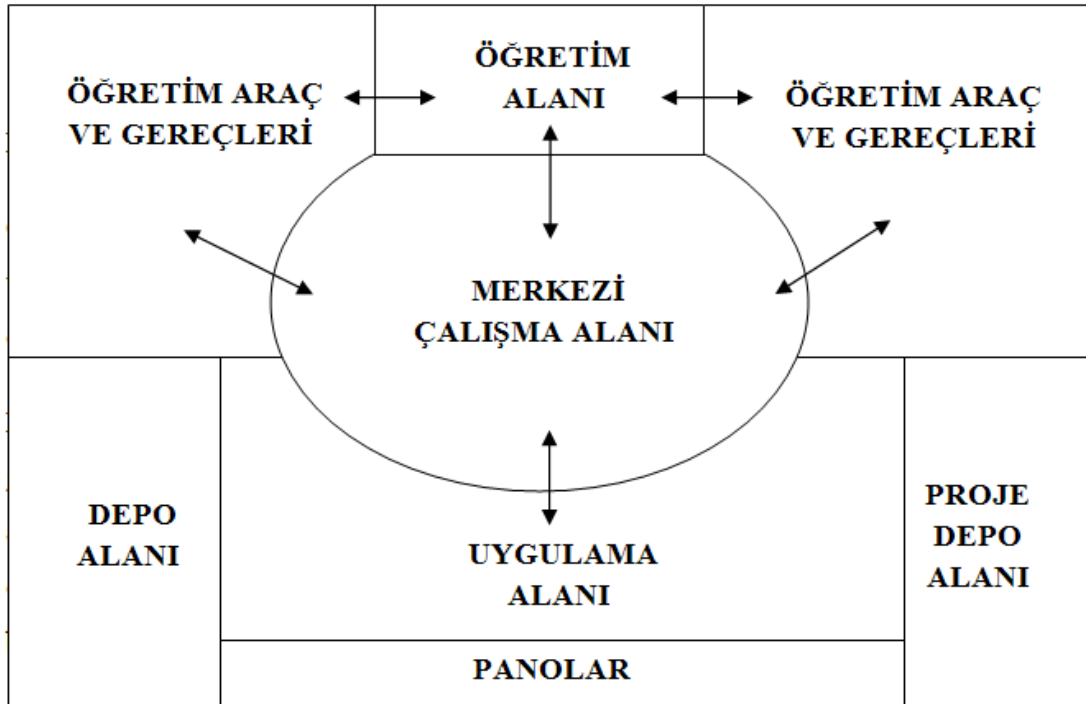 ÖĞRETİM
ALANI
ÖĞRETİM ARAÇ
VE GEREÇLERİ
ÖĞRETİM ARAÇ
VE GEREÇLERİ
MERKEZİ
ÇALIŞMA ALANI
DEPO
ALANI
UYGULAMA
ALANI
PROJE
DEPO
ALANI
PANOLAR